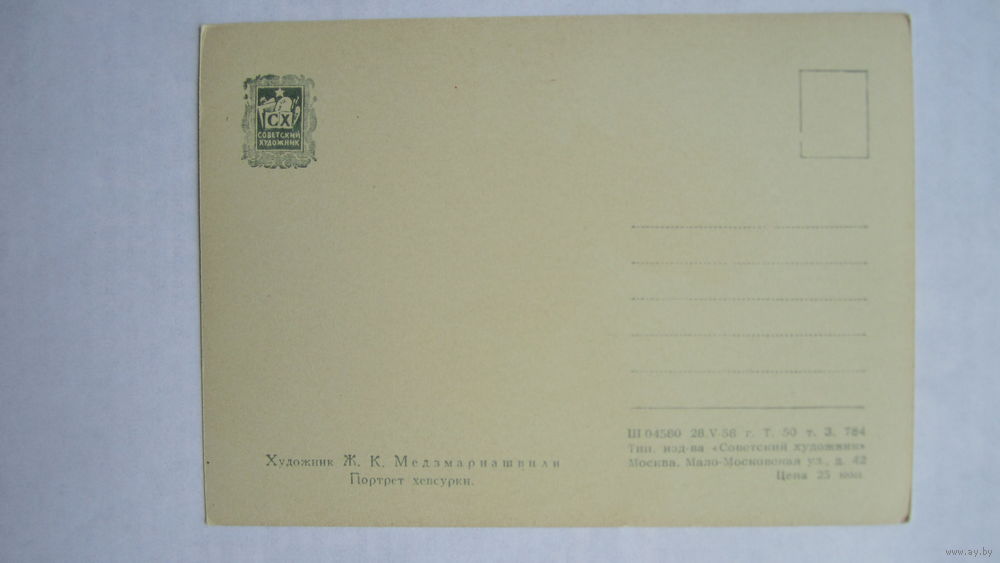 СХ
СОВЕТСКИЙ
ХУДОЖНИК
Художник Ж. К. Медзмариашвили
Портрет хевсурки.
Ш 04580 28.V-56 г. Т. 50 т. З. 784
Тип. изд-ва «Советский художник»
Москва. Мало-Московская ул., д. 42
Цена 25 коп.
www.ay.by